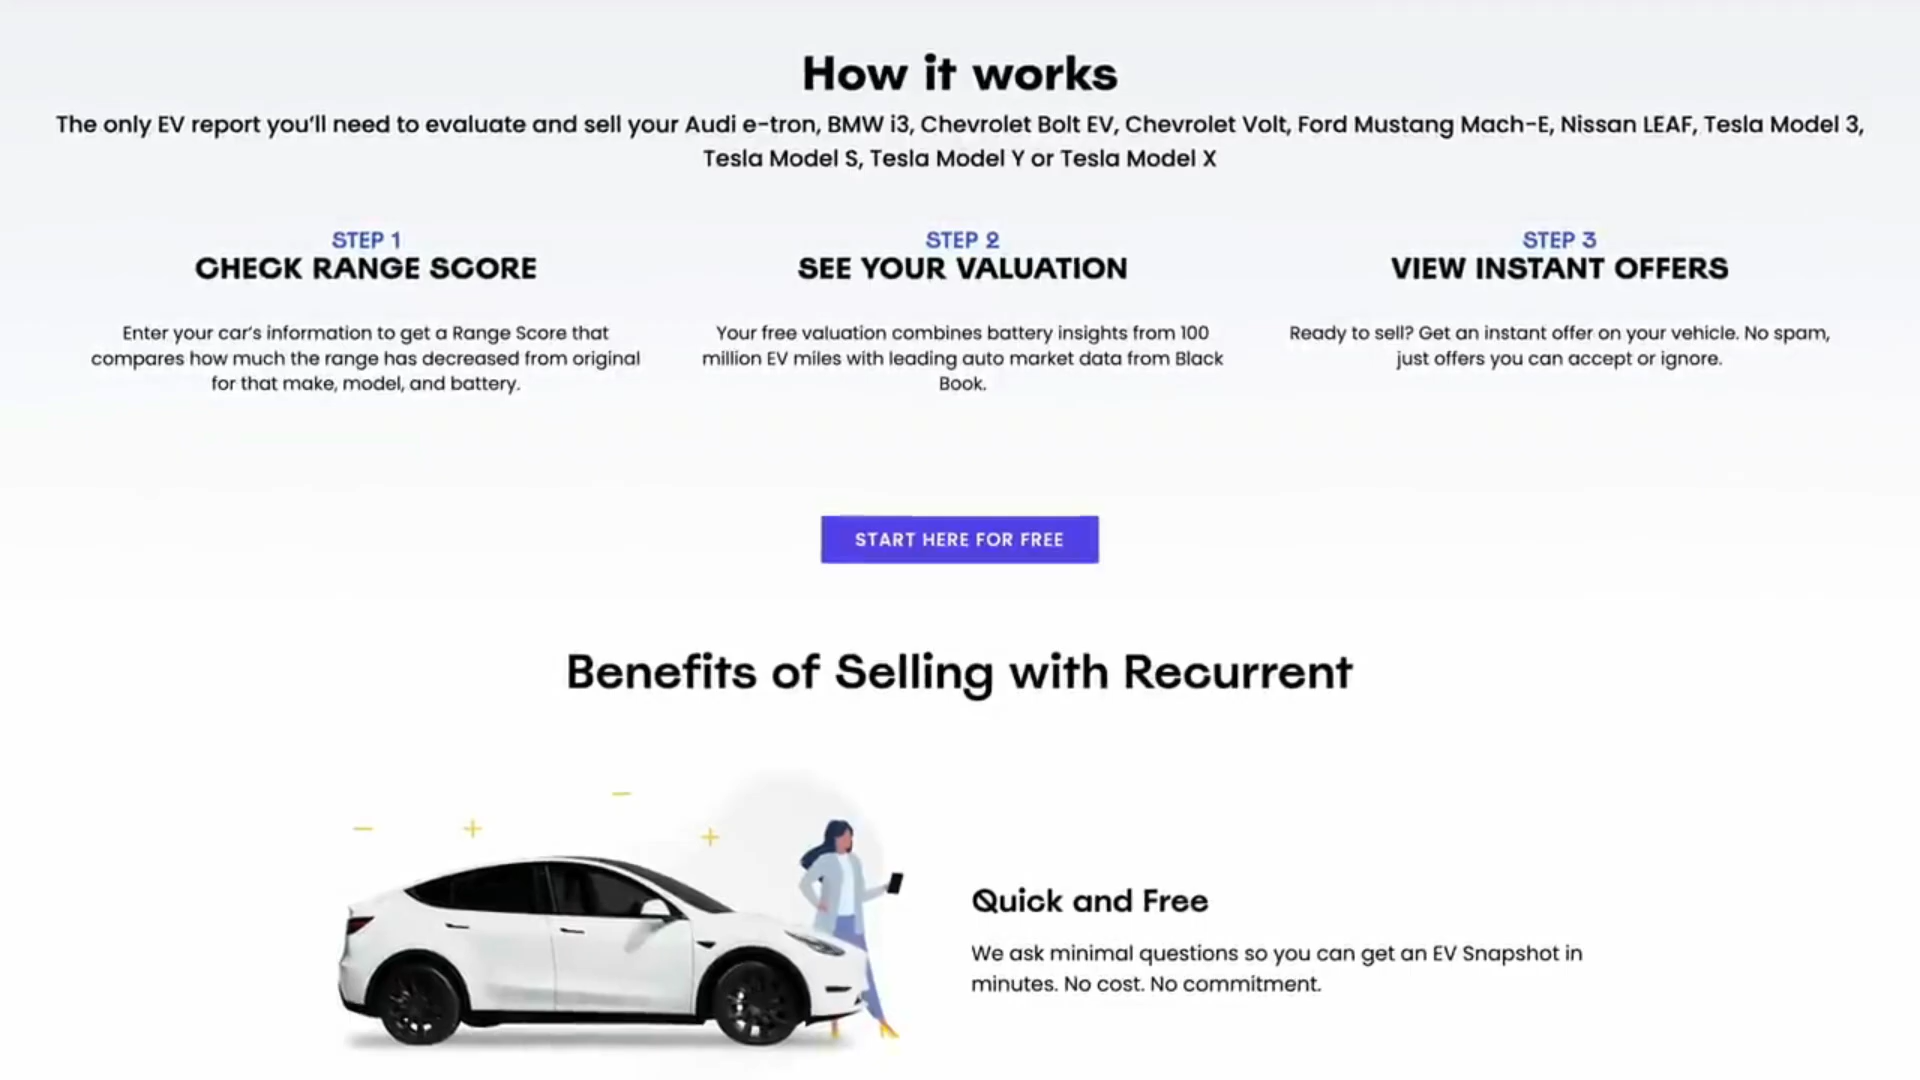 How it works
The only EV report you'll need to evaluate and sell your Audi e-tron, BMW i3, Chevrolet Bolt EV, Chevrolet Volt, Ford Mustang Mach-E, Nissan LEAF, Tesla Model 3,
Tesla Model S, Tesla Model Y or Tesla Model X
STEP 1
CHECK RANGE SCORE
Enter your car's information to get a Range Score that
compares how much the range has decreased from original
for that make, model, and battery.
STEP 2
SEE YOUR VALUATION
Your free valuation combines battery insights from 100
million EV miles with leading auto market data from Black
Book.
STEP 3
VIEW INSTANT OFFERS
Ready to sell? Get an instant offer on your vehicle. No spam,
just offers you can accept or ignore.
START HERE FOR FREE
Benefits of Selling with Recurrent
Quick and Free
We ask minimal questions so you can get an EV Snapshot in
minutes. No cost. No commitment.